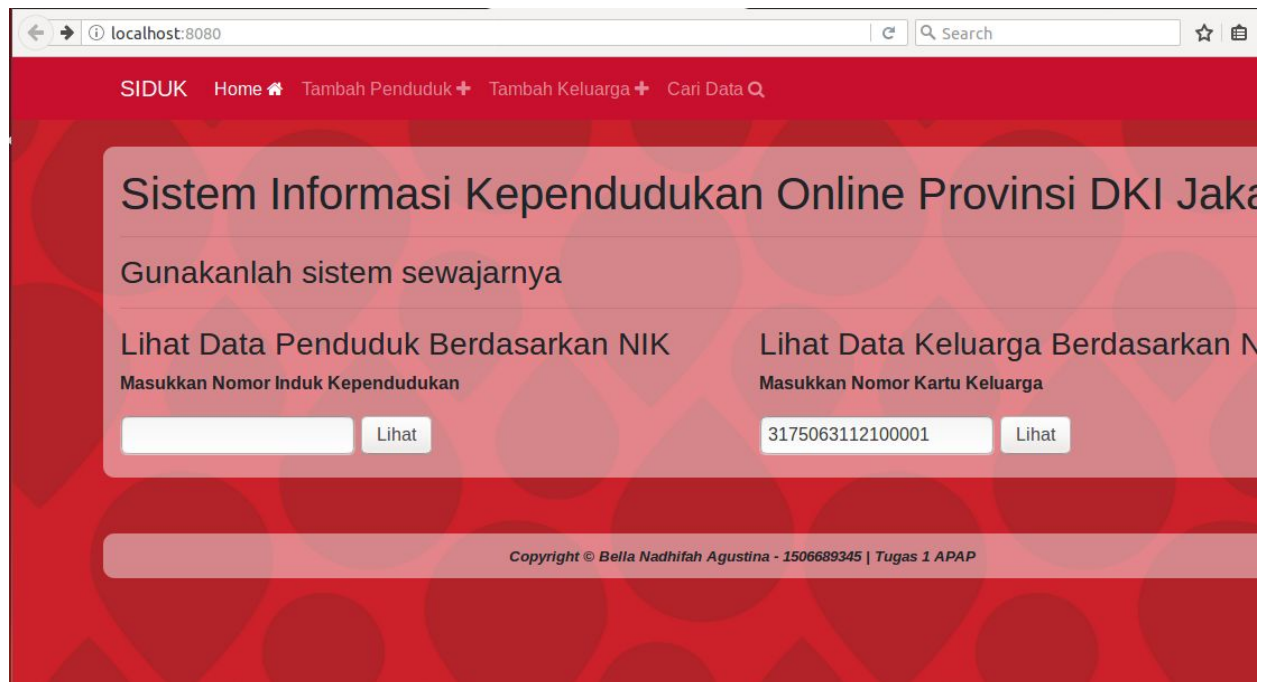 localhost:8080
Search
SIDUK Home Tambah Penduduk Tambah Keluarga Cari Data
Sistem Informasi Kependudukan Online Provinsi DKI
Gunakanlah sistem sewajarnya
Lihat Data Penduduk Berdasarkan NIK
Masukkan Nomor Induk Kependudukan
Lihat
Lihat Data Keluarga Berdasarkan
Masukkan Nomor Kartu Keluarga
3175063112100001 Lihat
Copyright © Bella Nadhifah Agustina - 1506689345 | Tugas 1 APAP